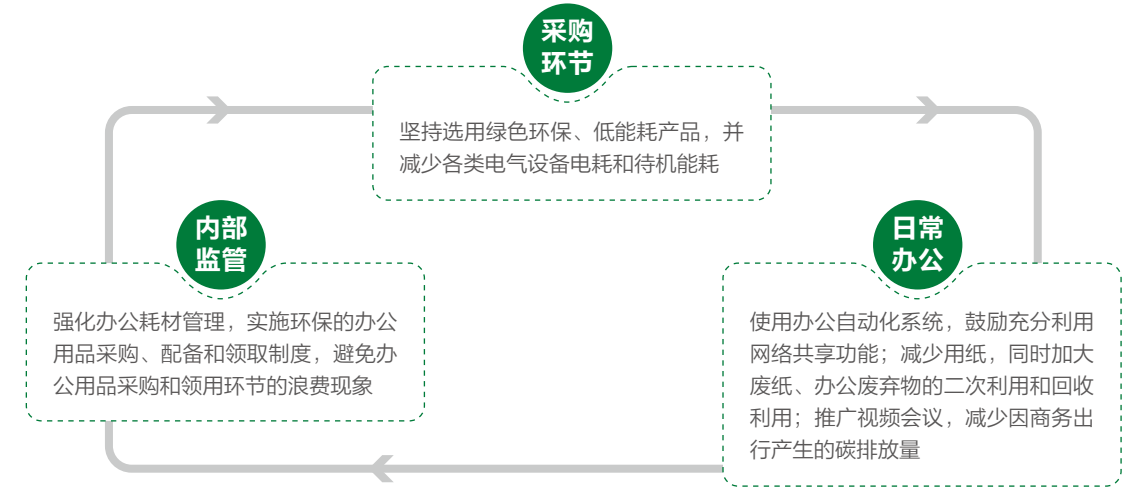 采购
环节
坚持选用绿色环保、低能耗产品，并
减少各类电气设备电耗和待机能耗
内部
监管
强化办公耗材管理，实施环保的办公
用品采购、配备和领取制度，避免办
公用品采购和领用环节的浪费现象
日常
办公
使用办公自动化系统，鼓励充分利用
网络共享功能；减少用纸，同时加大
废纸、办公废弃物的二次利用和回收
利用；推广视频会议，减少因商务出
行产生的碳排放量